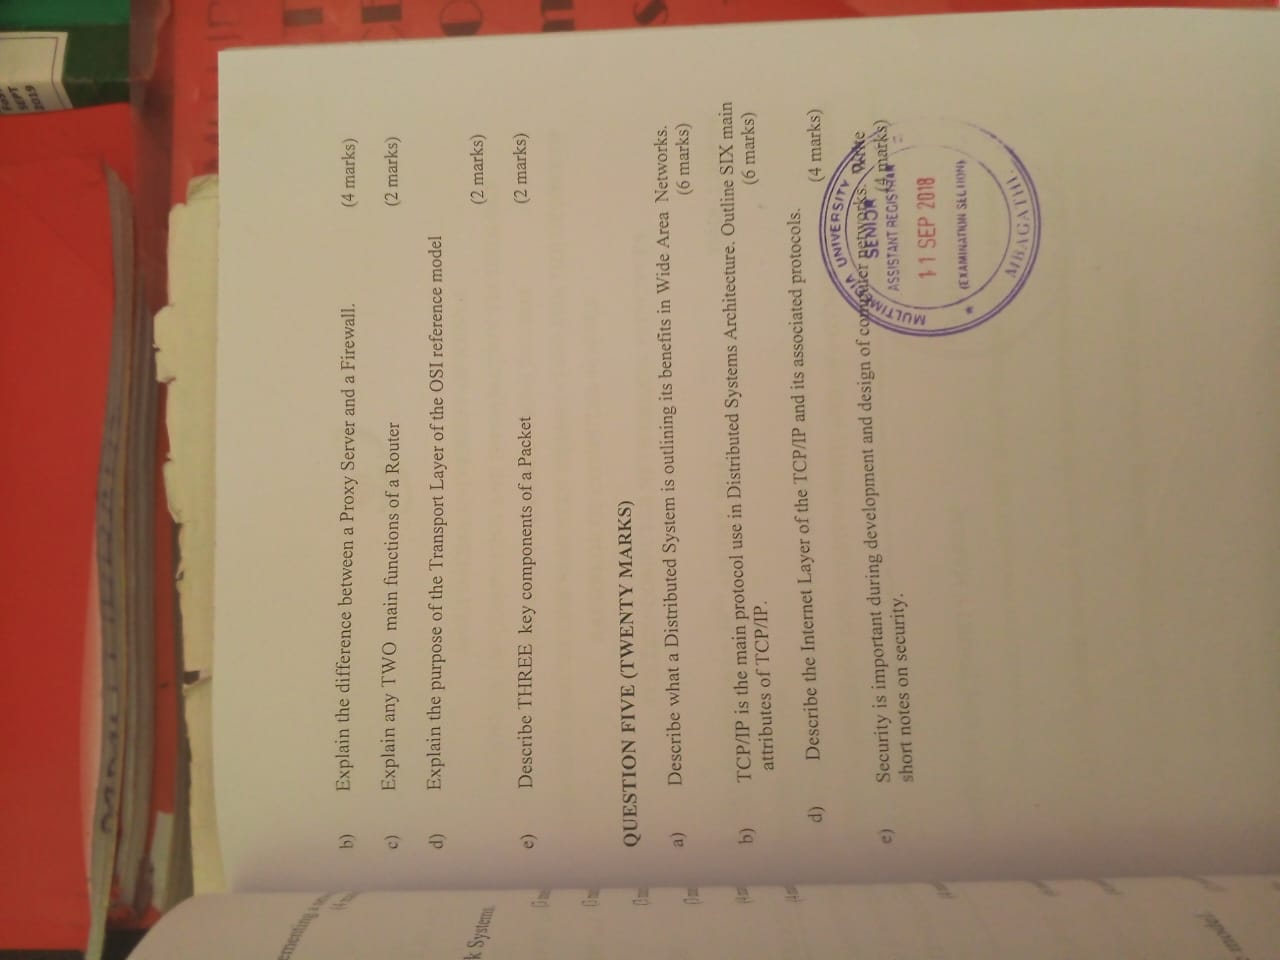 SEPT
2019
b) Explain the difference between a Proxy Server and a Firewall. (4 marks)
c) Explain any TWO main functions of a Router (2 marks)
d) Explain the purpose of the Transport Layer of the OSI reference model
(2 marks)
e) Describe THREE key components of a Packet (2 marks)
k Systems.
QUESTION FIVE (TWENTY MARKS)
a) Describe what a Distributed System is outlining its benefits in Wide Area Networks.
(6 marks)
b) TCP/IP is the main protocol use in Distributed Systems Architecture. Outline SIX main
attributes of TCP/IP. (6 marks)
d) Describe the Internet Layer of the TCP/IP and its associated protocols.
(4 marks)
e) Security is important during development and design of computer networks. Write
short notes on security. (4 marks)
MULTIMEDIA UNIVERSITY
SENIOR
ASSISTANT REGISTRAR
11 SEP 2018
(EXAMINATION SECTION)
MBAGATHI.
model.